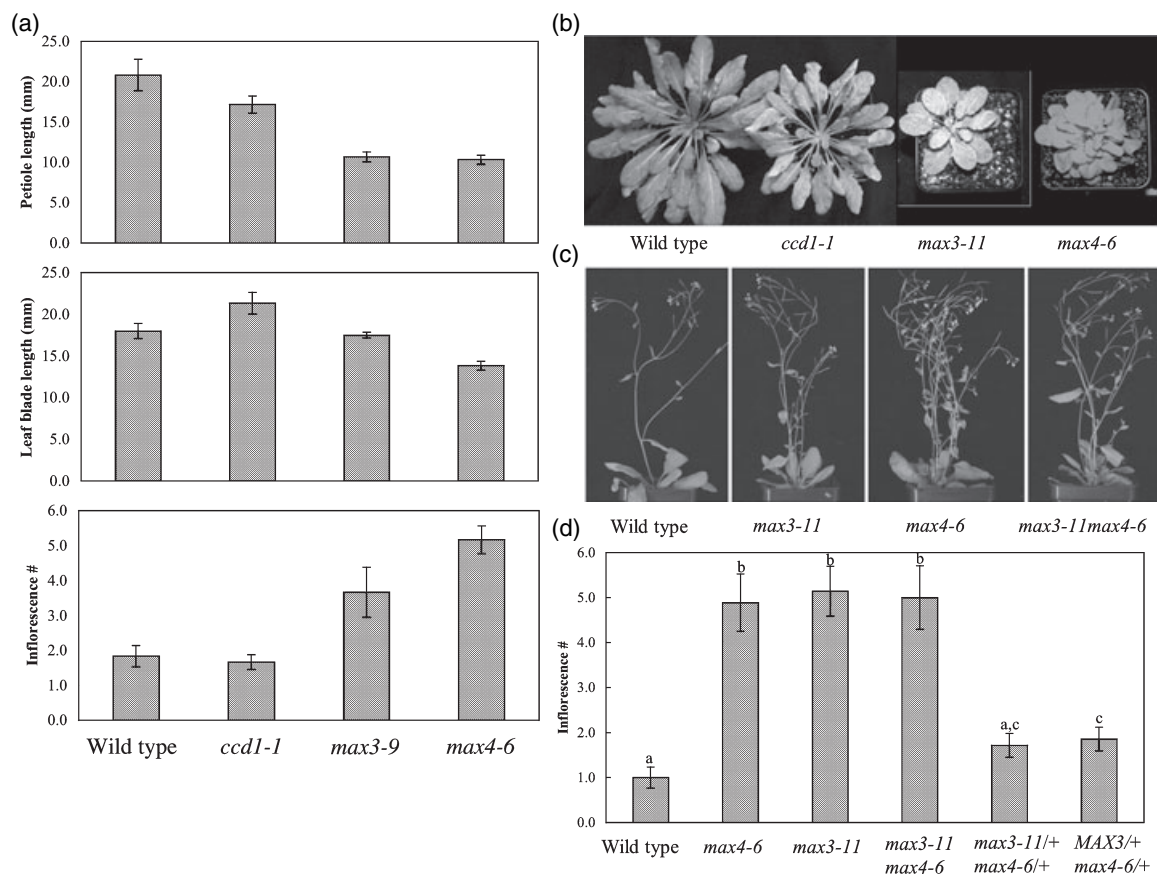 (a)
25.0
20.0
15.0
10.0
5.0
0.0
Petiole length (mm)
25.0
20.0
15.0
10.0
5.0
0.0
Leaf blade length (mm)
6.0
5.0
4.0
3.0
2.0
1.0
0.0
Inflorescence #
Wild type ccd1-1 max3-9 max4-6
(b)
Wild type ccd1-1 max3-11 max4-6
(c)
Wild type max3-11 max4-6 max3-11max4-6
(d)
6.0
5.0
4.0
3.0
2.0
1.0
0.0
Inflorescence #
a b b b a,c c
Wild type max4-6 max3-11 max3-11 max3-11/+ MAX3/+
max4-6 max4-6/+ max4-6/+